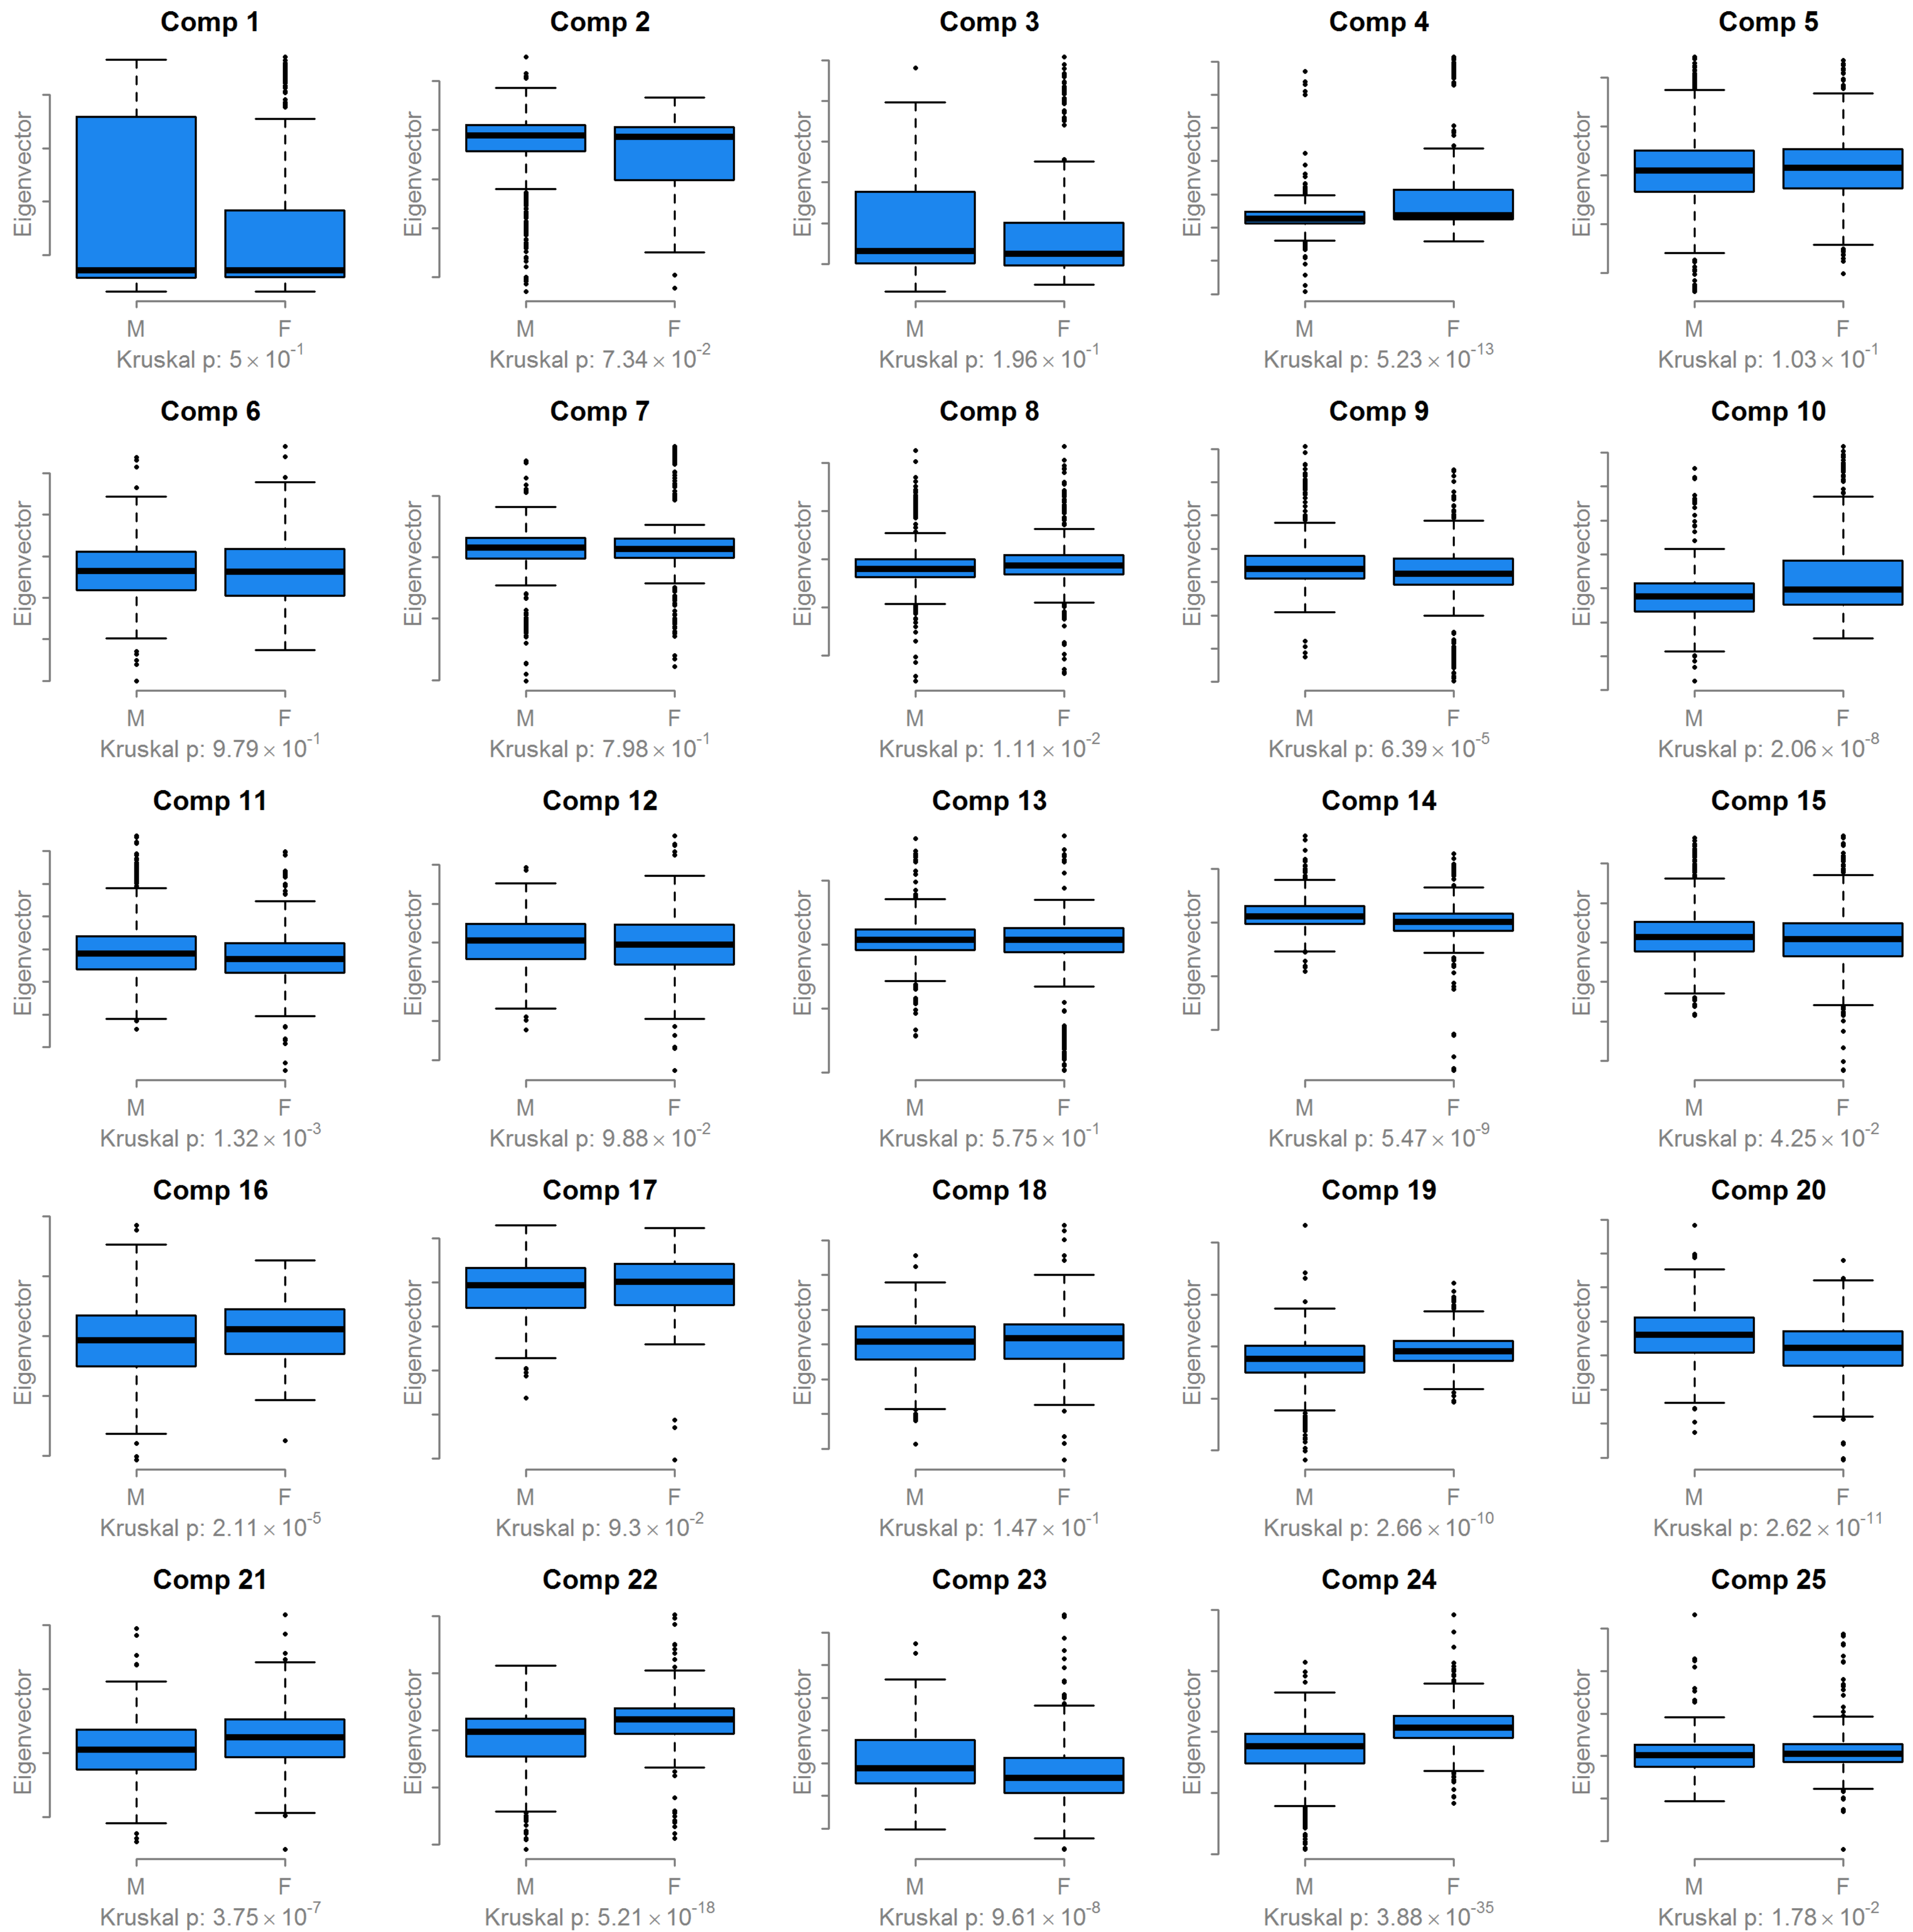 Comp 1
Comp 2
Comp 3
Comp 4
Comp 5
Eigenvector
Eigenvector
Eigenvector
Eigenvector
Eigenvector
M F
M F
M F
M F
M F
Kruskal p: 5 × 10^-1
Kruskal p: 7.34 × 10^-2
Kruskal p: 1.96 × 10^-1
Kruskal p: 5.23 × 10^-13
Kruskal p: 1.03 × 10^-1
Comp 6
Comp 7
Comp 8
Comp 9
Comp 10
Eigenvector
Eigenvector
Eigenvector
Eigenvector
Eigenvector
M F
M F
M F
M F
M F
Kruskal p: 9.79 × 10^-1
Kruskal p: 7.98 × 10^-1
Kruskal p: 1.11 × 10^-2
Kruskal p: 6.39 × 10^-5
Kruskal p: 2.06 × 10^-8
Comp 11
Comp 12
Comp 13
Comp 14
Comp 15
Eigenvector
Eigenvector
Eigenvector
Eigenvector
Eigenvector
M F
M F
M F
M F
M F
Kruskal p: 1.32 × 10^-3
Kruskal p: 9.88 × 10^-2
Kruskal p: 5.75 × 10^-1
Kruskal p: 5.47 × 10^-9
Kruskal p: 4.25 × 10^-2
Comp 16
Comp 17
Comp 18
Comp 19
Comp 20
Eigenvector
Eigenvector
Eigenvector
Eigenvector
Eigenvector
M F
M F
M F
M F
M F
Kruskal p: 2.11 × 10^-5
Kruskal p: 9.3 × 10^-2
Kruskal p: 1.47 × 10^-1
Kruskal p: 2.66 × 10^-10
Kruskal p: 2.62 × 10^-11
Comp 21
Comp 22
Comp 23
Comp 24
Comp 25
Eigenvector
Eigenvector
Eigenvector
Eigenvector
Eigenvector
M F
M F
M F
M F
M F
Kruskal p: 3.75 × 10^-7
Kruskal p: 5.21 × 10^-18
Kruskal p: 9.61 × 10^-8
Kruskal p: 3.88 × 10^-35
Kruskal p: 1.78 × 10^-2